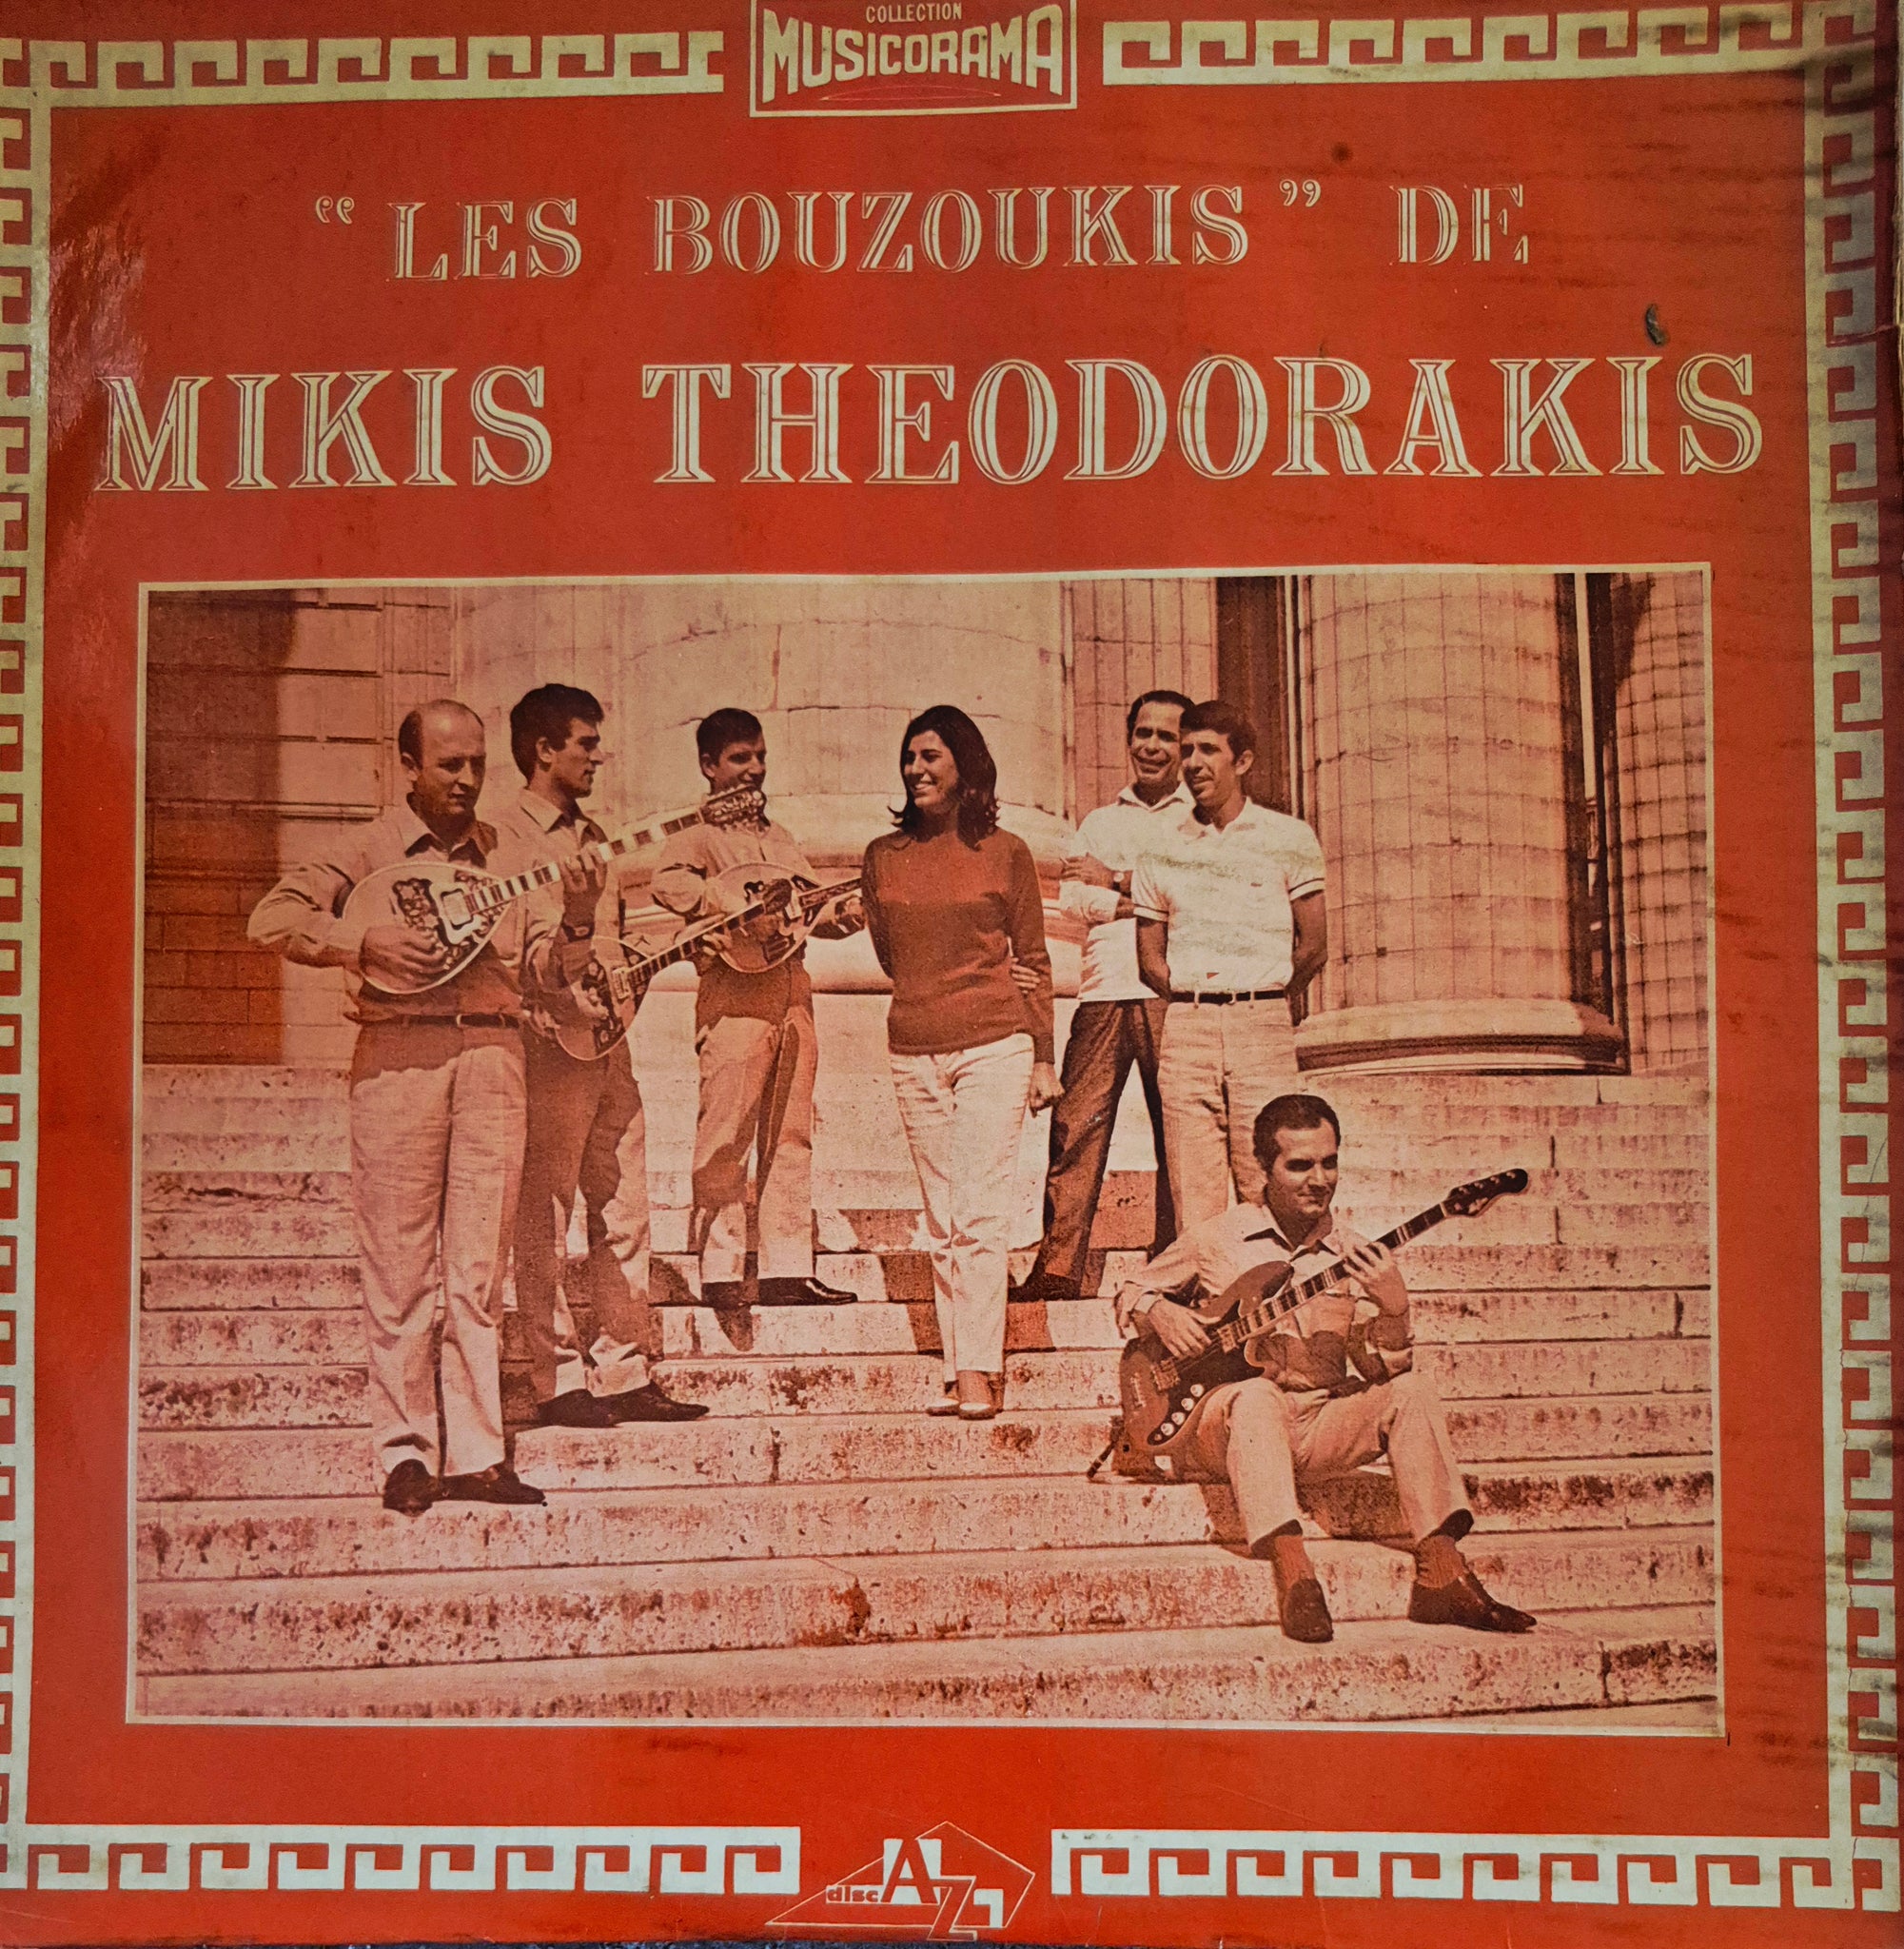 COLLECTION
MUSICORAMA
“LES BOUZOUKIS” DE
MIKIS THEODORAKIS
disc AZ